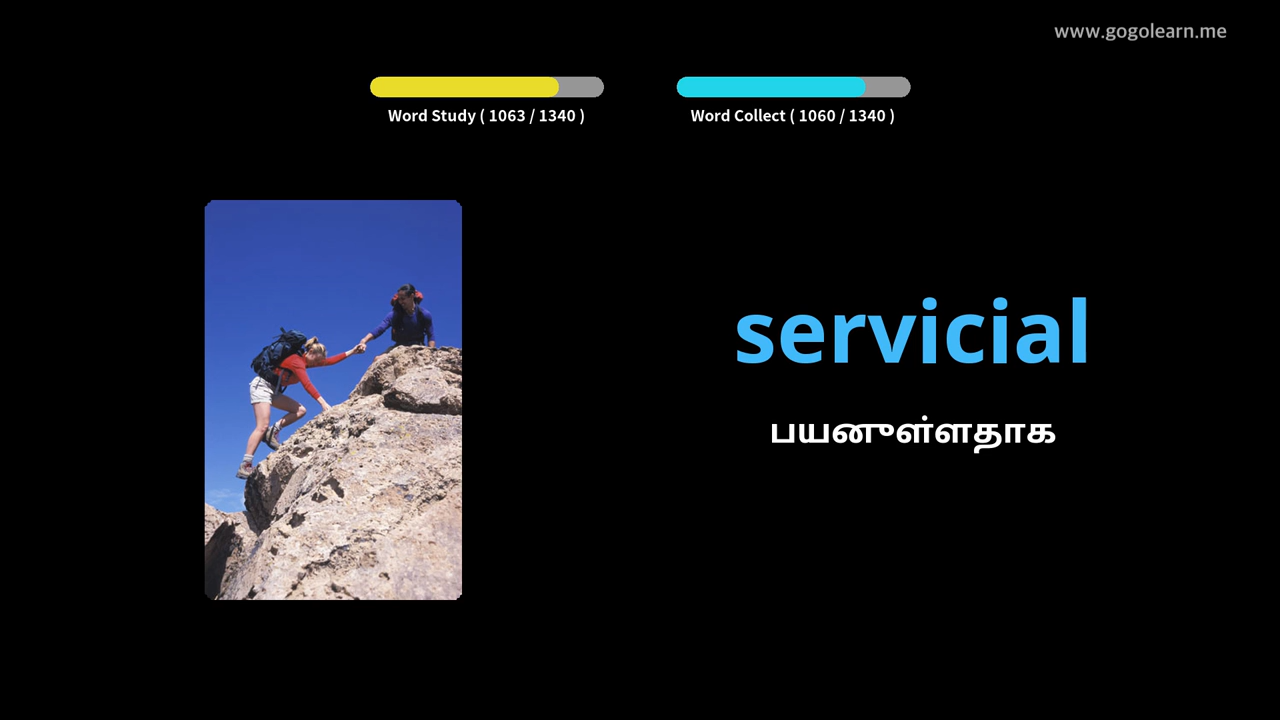 www.gogolearn.me
Word Study ( 1063 / 1340 )
Word Collect ( 1060 / 1340 )
servicial
பயனுள்ளதாக